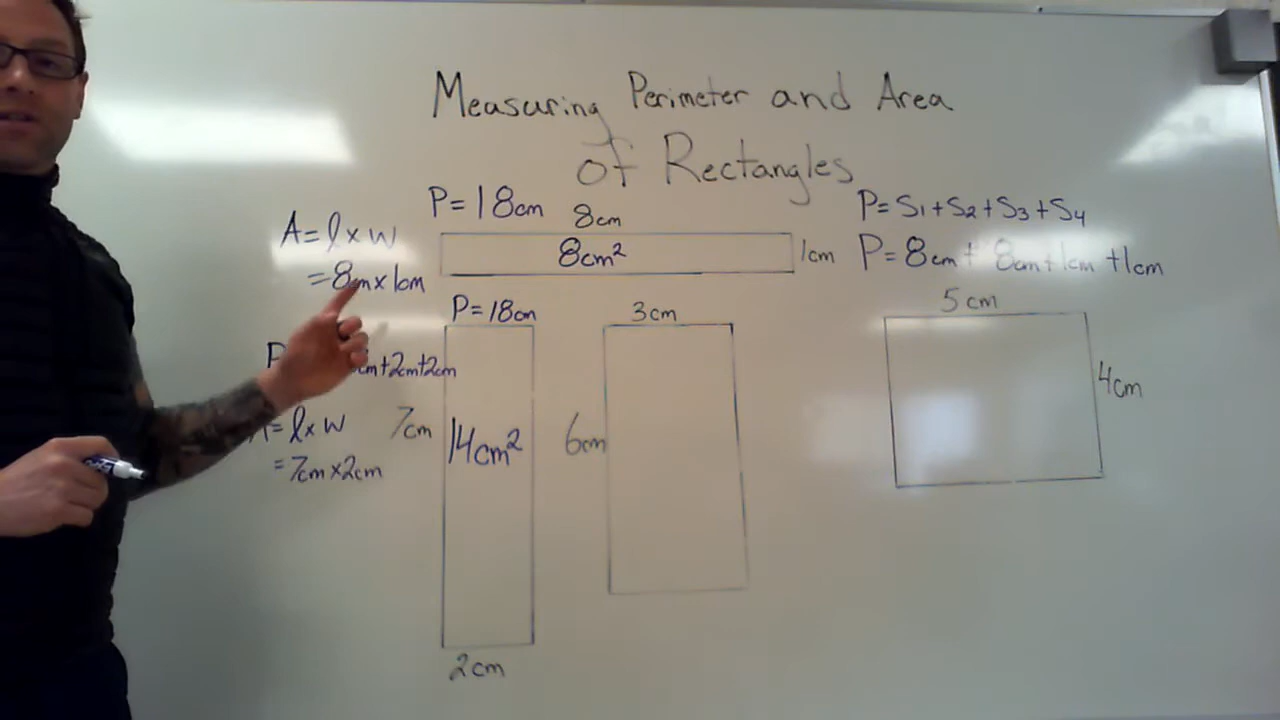 Measuring Perimeter and Area
of Rectangles
P=18cm
8cm
P=S1+S2+S3+S4
A=l×w
8cm²
1cm
P=8cm+ 8cm+1cm +1cm
=8cm×1cm
P=18cm
3cm
5cm
P
cm+2cm+2cm
4cm
A=l×w
7cm
14cm²
6cm
=7cm×2cm
2cm